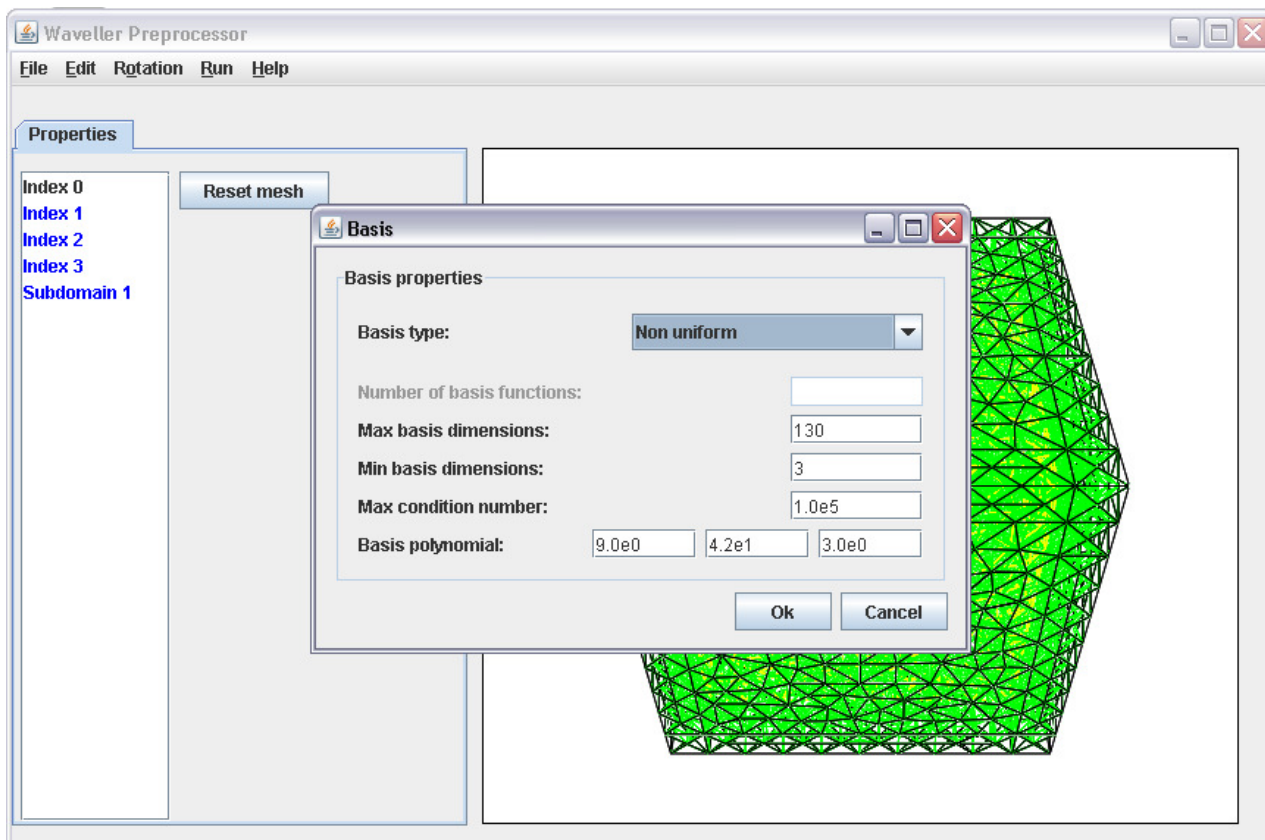 Waveller Preprocessor
File Edit Rotation Run Help
Properties
Index 0
Index 1
Index 2
Index 3
Subdomain 1
Reset mesh
Basis
Basis properties
Basis type: Non uniform
Number of basis functions:
Max basis dimensions: 130
Min basis dimensions: 3
Max condition number: 1.0e5
Basis polynomial: 9.0e0 4.2e1 3.0e0
Ok Cancel